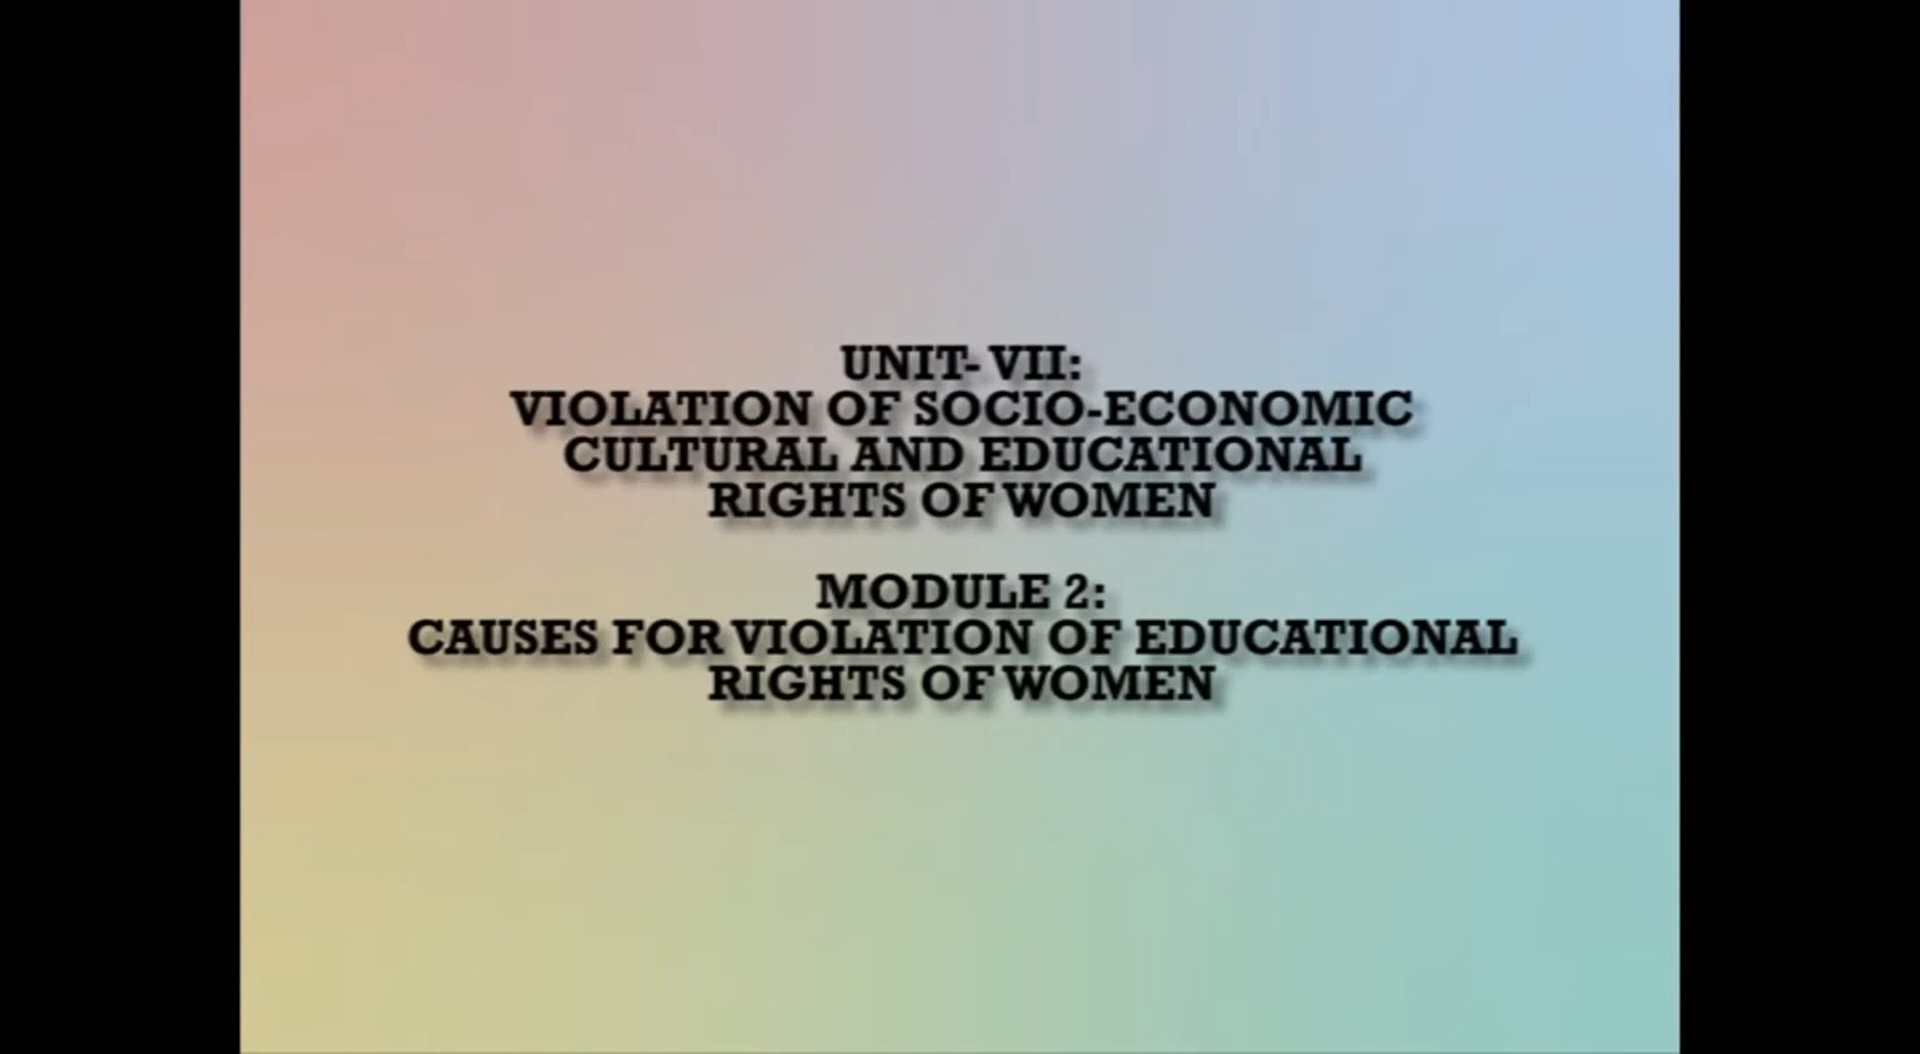 UNIT- VII:
VIOLATION OF SOCIO-ECONOMIC
CULTURAL AND EDUCATIONAL
RIGHTS OF WOMEN
MODULE 2:
CAUSES FOR VIOLATION OF EDUCATIONAL
RIGHTS OF WOMEN